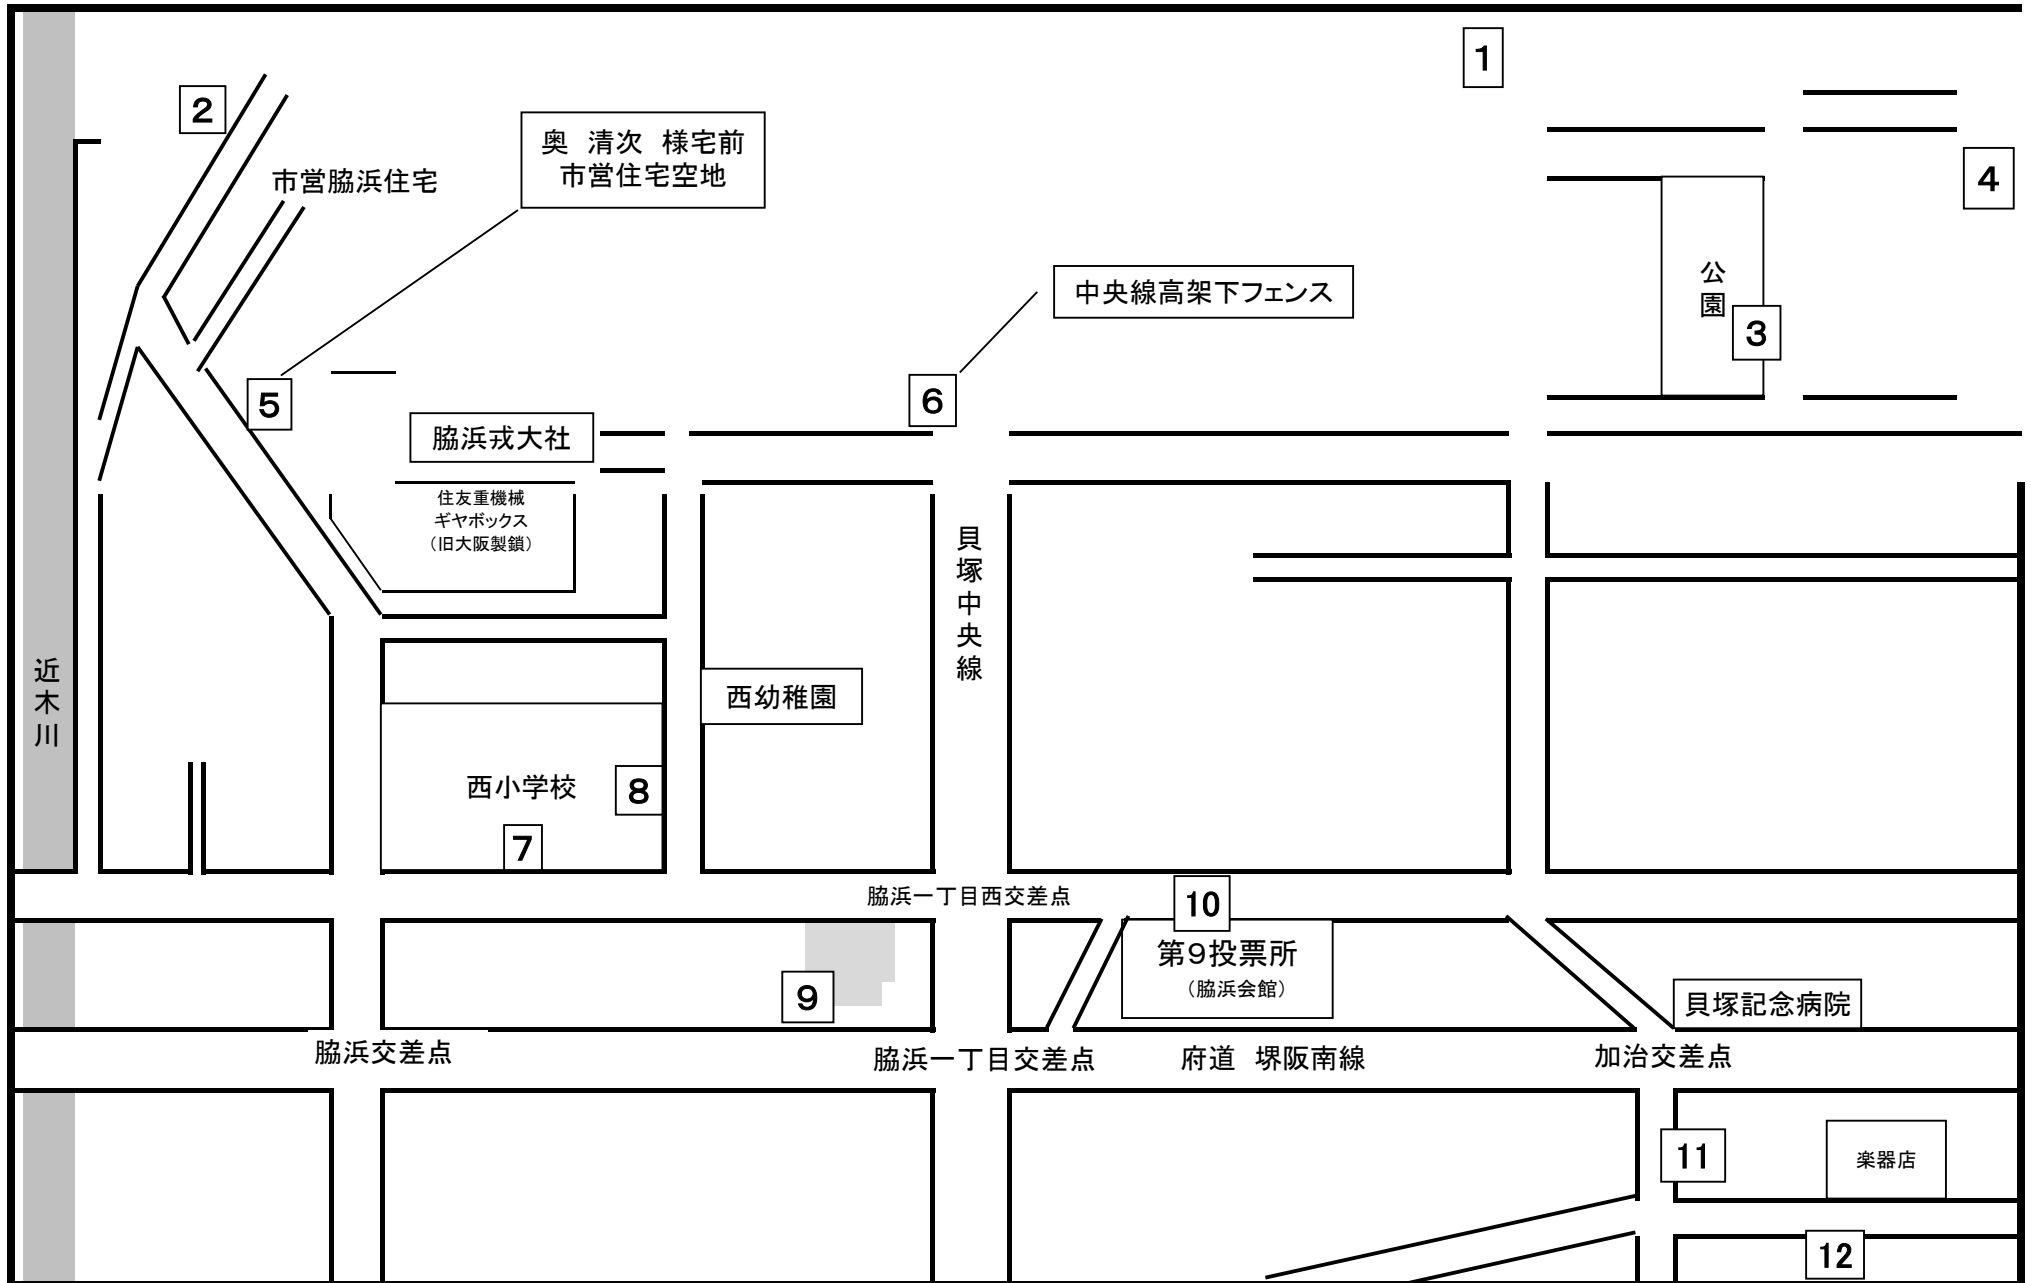 1
2
奥　清次　様宅前
市営住宅空地
市営脇浜住宅
4
公園
中央線高架下フェンス
3
5
6
脇浜戎大社
住友重機械
ギヤボックス
（旧大阪製鎖）
貝塚中央線
近木川
西幼稚園
西小学校
8
7
脇浜一丁目西交差点
10
第９投票所
（脇浜会館）
9
貝塚記念病院
脇浜交差点
脇浜一丁目交差点
府道　堺阪南線
加治交差点
11
楽器店
12